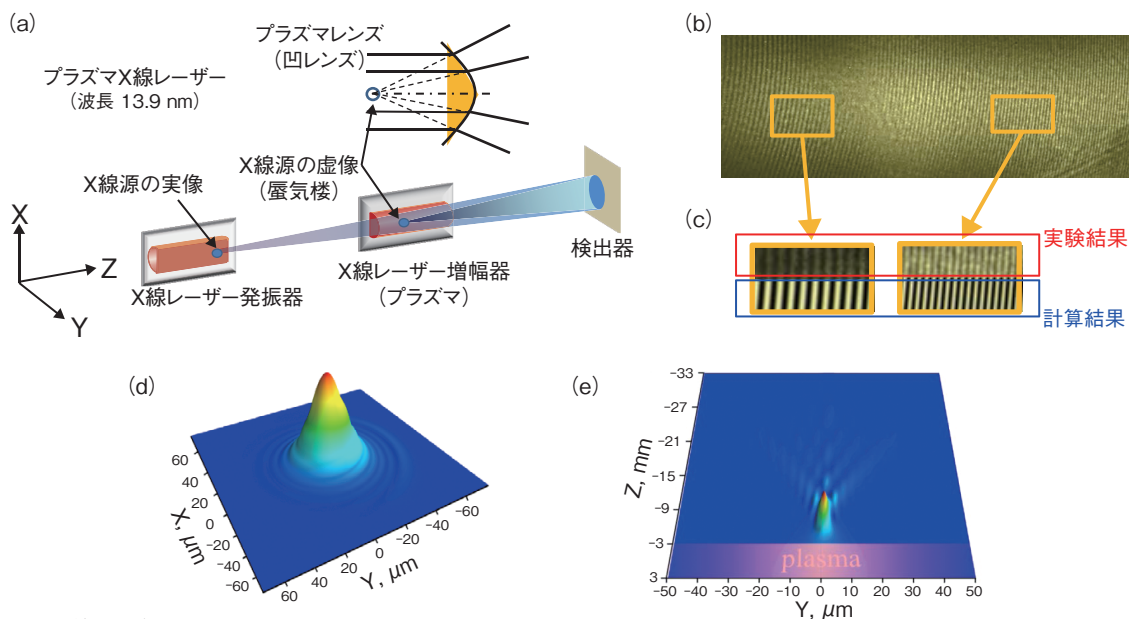 (a)
プラズマレンズ
(凹レンズ)
プラズマX線レーザー
(波長 13.9 nm)
X線源の実像
X線源の虚像
(蜃気楼)
X
Z
Y
X線レーザー発振器
X線レーザー増幅器
(プラズマ)
検出器
(b)
(c)
実験結果
計算結果
(d)
60
40
20
0
-20
-40
-60
X, μm
60
40
20
0
-20
-40
-60
Y, μm
(e)
-33
-27
-21
-15
-9
-3
3
Z, mm
plasma
-50 -40 -30 -20 -10 0 10 20 30 40 50
Y, μm